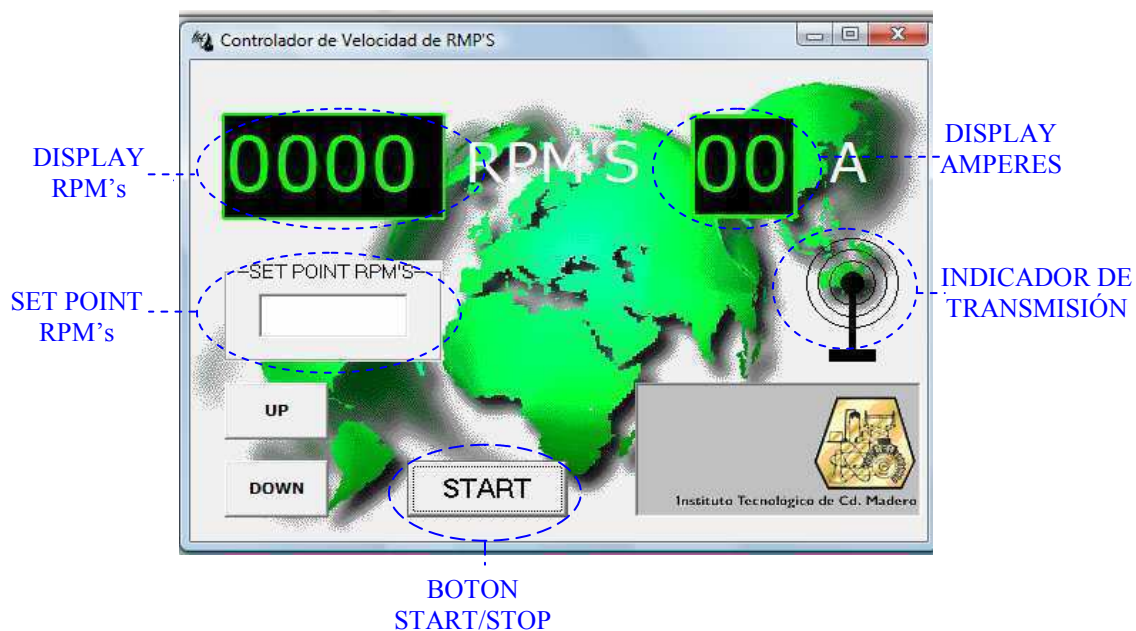 Controlador de Velocidad de RMP'S
DISPLAY
RPM's
0000
RPM'S
00
A
DISPLAY
AMPERES
SET POINT
RPM's
SET POINT RPM'S
INDICADOR DE
TRANSMISIÓN
UP
DOWN
START
Instituto Tecnológico de Cd. Madero
BOTON
START/STOP